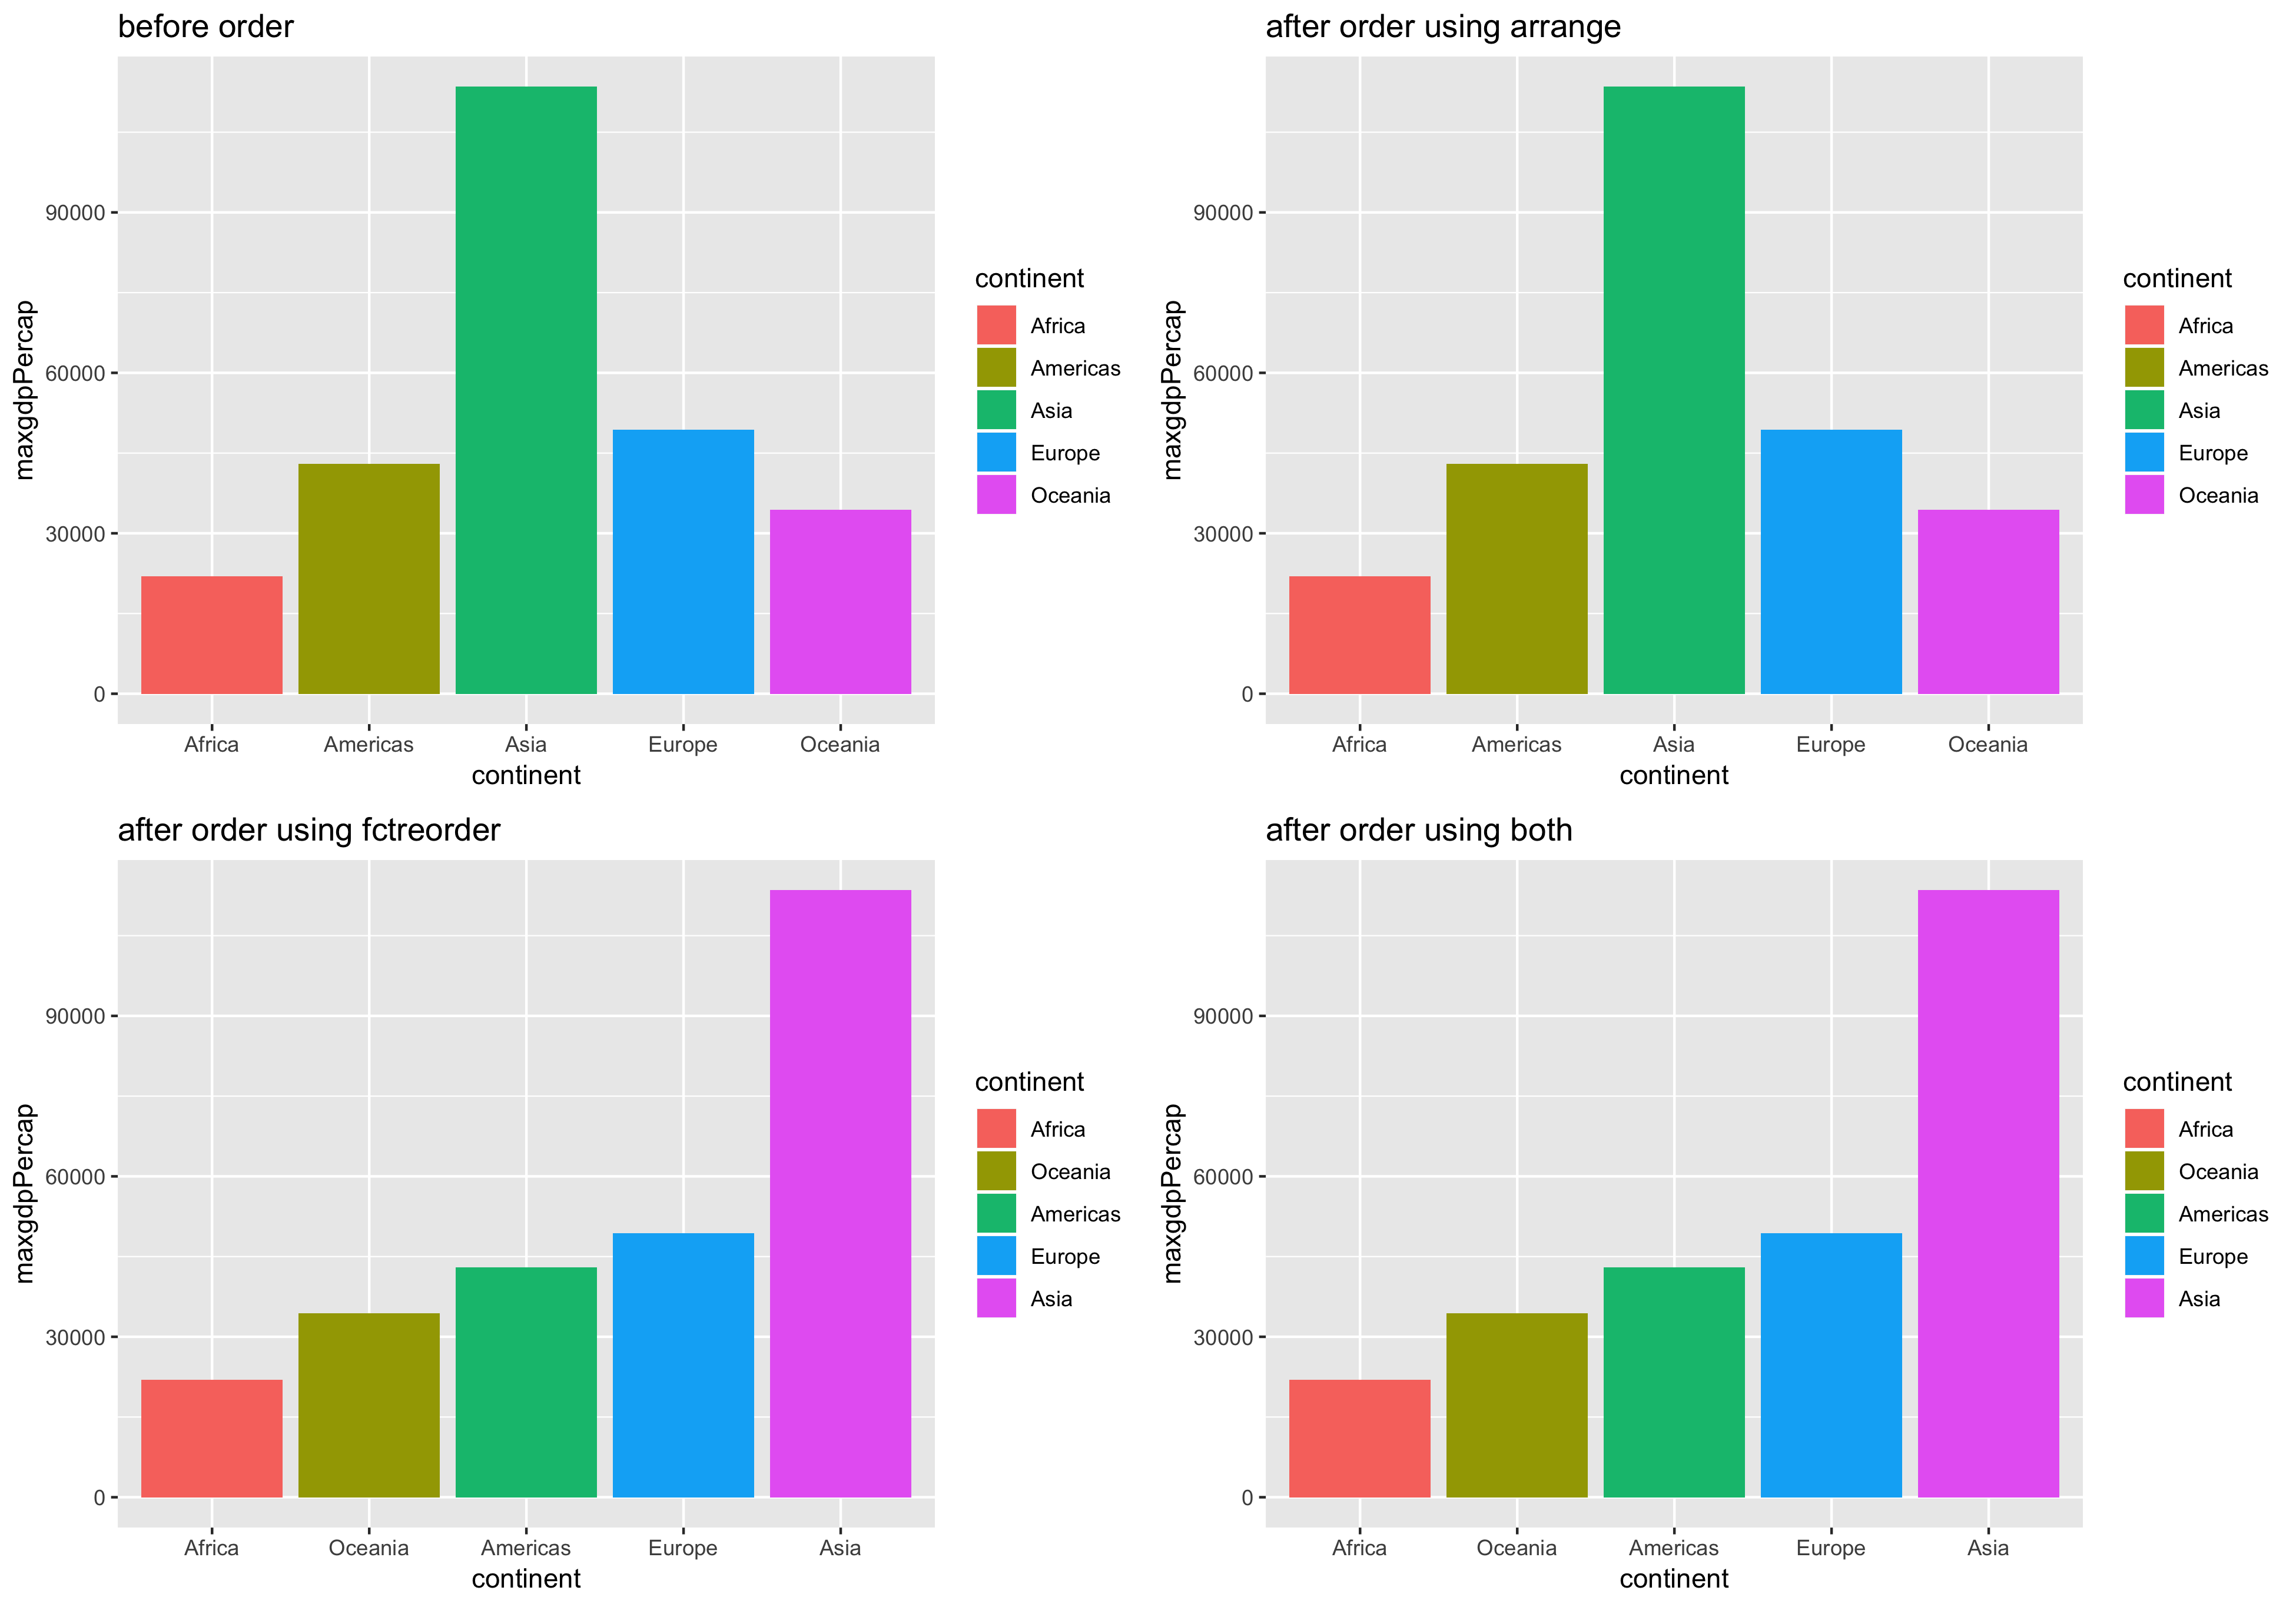 before order
maxgdpPercap
90000
60000
30000
0
Africa Americas Asia Europe Oceania
continent
continent
Africa
Americas
Asia
Europe
Oceania
after order using arrange
maxgdpPercap
90000
60000
30000
0
Africa Americas Asia Europe Oceania
continent
continent
Africa
Americas
Asia
Europe
Oceania
after order using fctreorder
maxgdpPercap
90000
60000
30000
0
Africa Oceania Americas Europe Asia
continent
continent
Africa
Oceania
Americas
Europe
Asia
after order using both
maxgdpPercap
90000
60000
30000
0
Africa Oceania Americas Europe Asia
continent
continent
Africa
Oceania
Americas
Europe
Asia